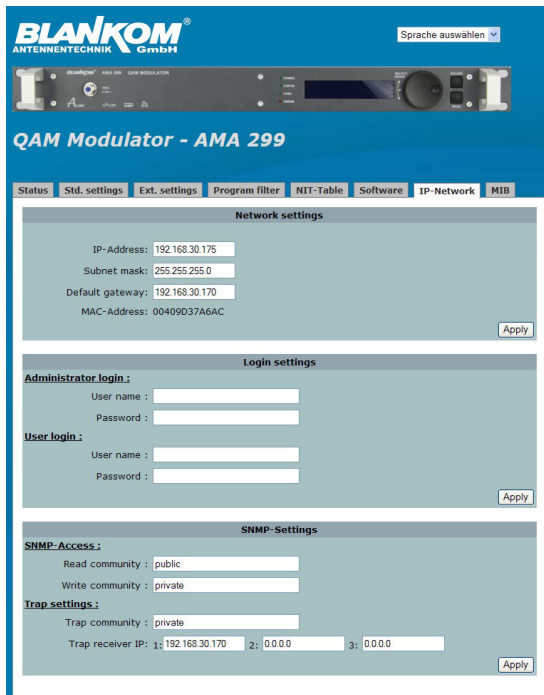 BLANKOM®
ANTENNENTECHNIK GmbH
Sprache auswählen
BLANKOM AMA 299 QAM MODULATOR
QAM Modulator - AMA 299
Status Std. settings Ext. settings Program filter NIT-Table Software IP-Network MIB
Network settings
IP-Address: 192.168.30.175
Subnet mask: 255.255.255.0
Default gateway: 192.168.30.170
MAC-Address: 00409D37A6AC
Apply
Login settings
Administrator login :
User name :
Password :
User login :
User name :
Password :
Apply
SNMP-Settings
SNMP-Access :
Read community : public
Write community : private
Trap settings :
Trap community : private
Trap receiver IP: 1: 192.168.30.170 2: 0.0.0.0 3: 0.0.0.0
Apply